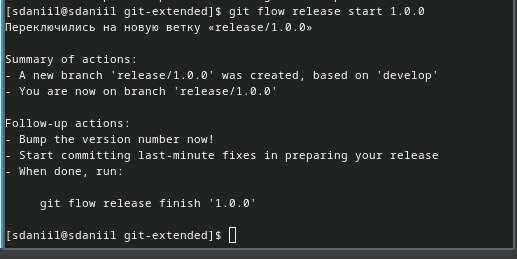 [sdaniil@sdaniil git-extended]$ git flow release start 1.0.0
Переключились на новую ветку «release/1.0.0»
Summary of actions:
- A new branch 'release/1.0.0' was created, based on 'develop'
- You are now on branch 'release/1.0.0'
Follow-up actions:
- Bump the version number now!
- Start committing last-minute fixes in preparing your release
- When done, run:
git flow release finish '1.0.0'
[sdaniil@sdaniil git-extended]$